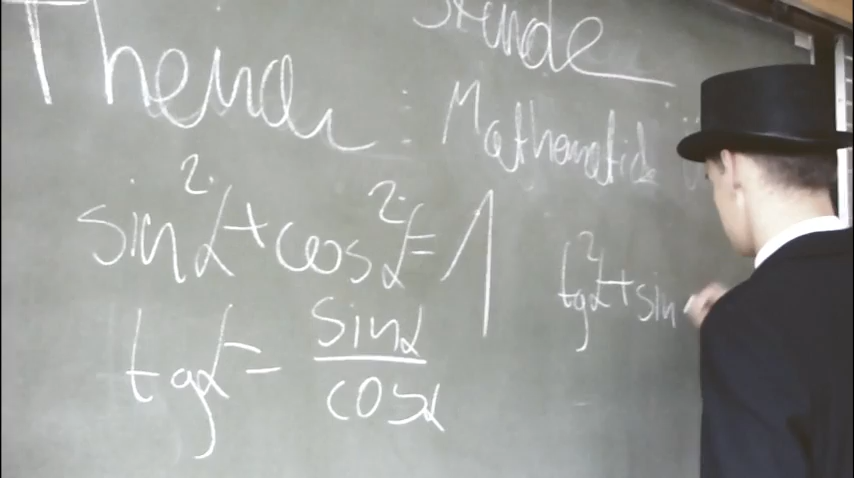 Stunde
Thema: Mathematik
sin²α+cos²α=1
tgα = sinα/cosα
tg²α+sin